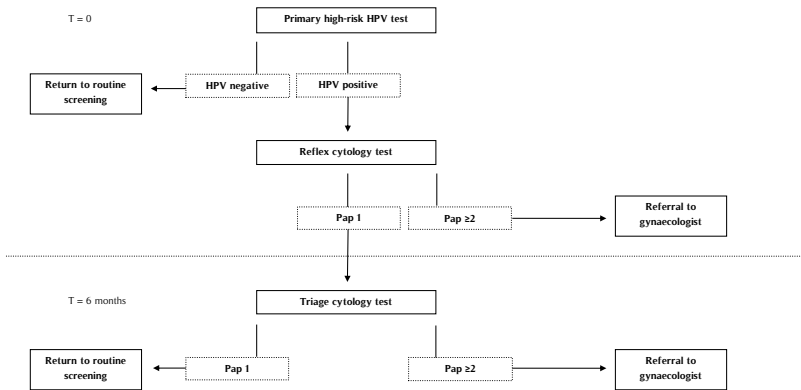 T = 0
Primary high-risk HPV test
Return to routine
screening
HPV negative
HPV positive
Reflex cytology test
Pap 1
Pap ≥2
Referral to
gynaecologist
T = 6 months
Triage cytology test
Return to routine
screening
Pap 1
Pap ≥2
Referral to
gynaecologist